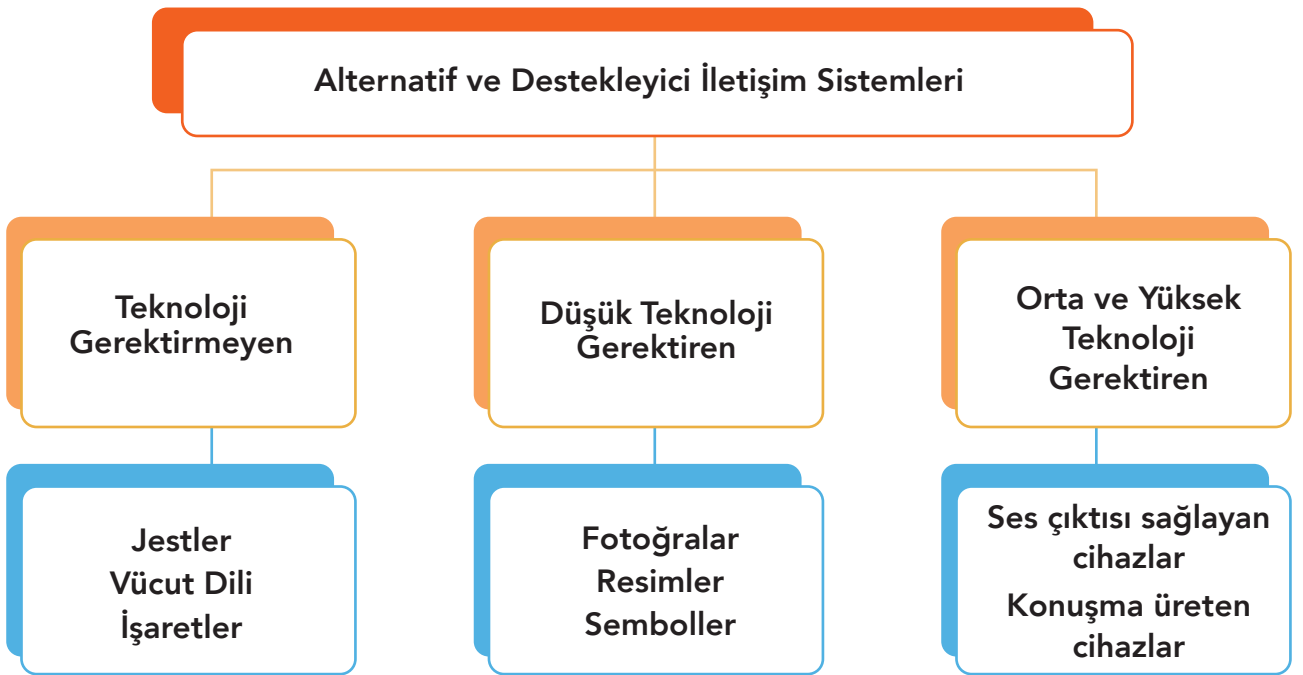 Alternatif ve Destekleyici İletişim Sistemleri
Teknoloji
Gerektirmeyen
Düşük Teknoloji
Gerektiren
Orta ve Yüksek
Teknoloji
Gerektiren
Jestler
Vücut Dili
İşaretler
Fotoğralar
Resimler
Semboller
Ses çıktısı sağlayan
cihazlar
Konuşma üreten
cihazlar